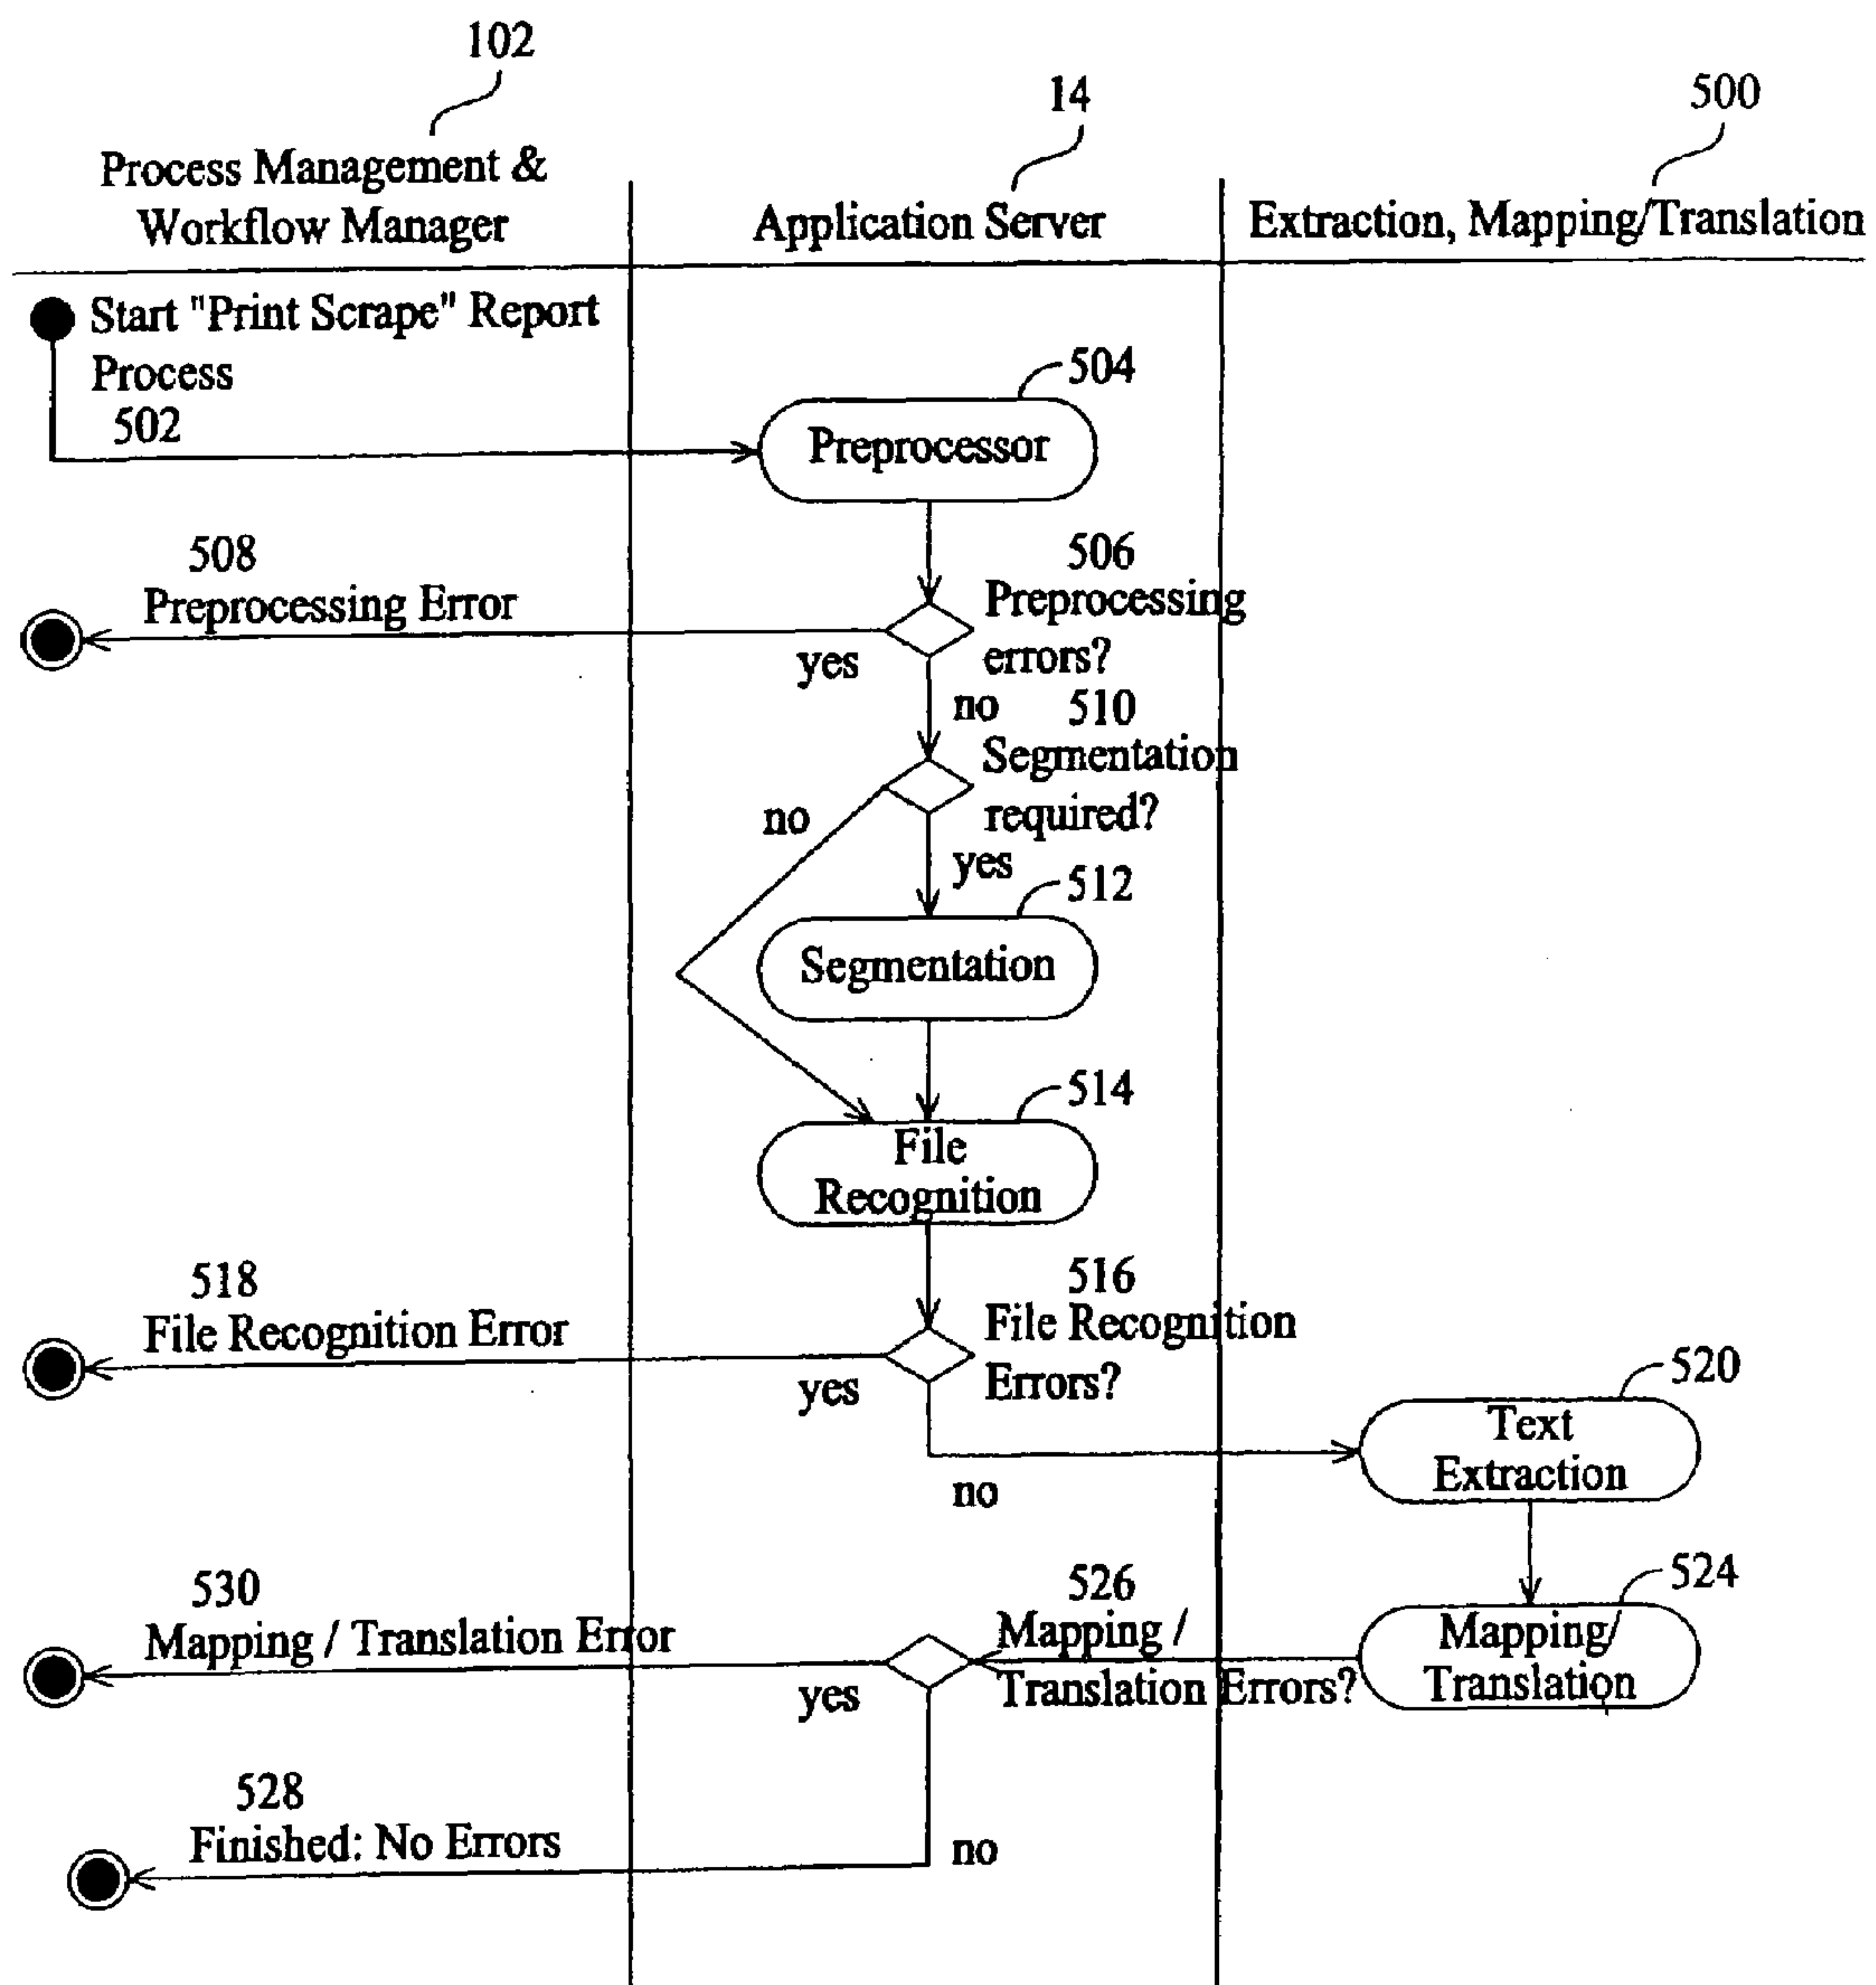 102
14
500
Process Management &
Workflow Manager
Application Server
Extraction, Mapping/Translation
Start "Print Scrape" Report
Process
502
504
Preprocessor
508
Preprocessing Error
506
Preprocessing
errors?
yes
no
510
Segmentation
required?
no
yes
512
Segmentation
514
File
Recognition
518
File Recognition Error
516
File Recognition
Errors?
yes
no
520
Text
Extraction
530
Mapping / Translation Error
526
Mapping /
Translation Errors?
yes
524
Mapping/
Translation
528
Finished: No Errors
no